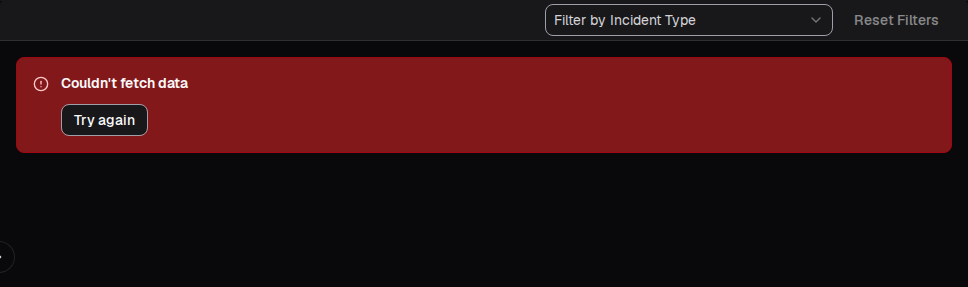 Filter by Incident Type
Reset Filters
Couldn't fetch data
Try again